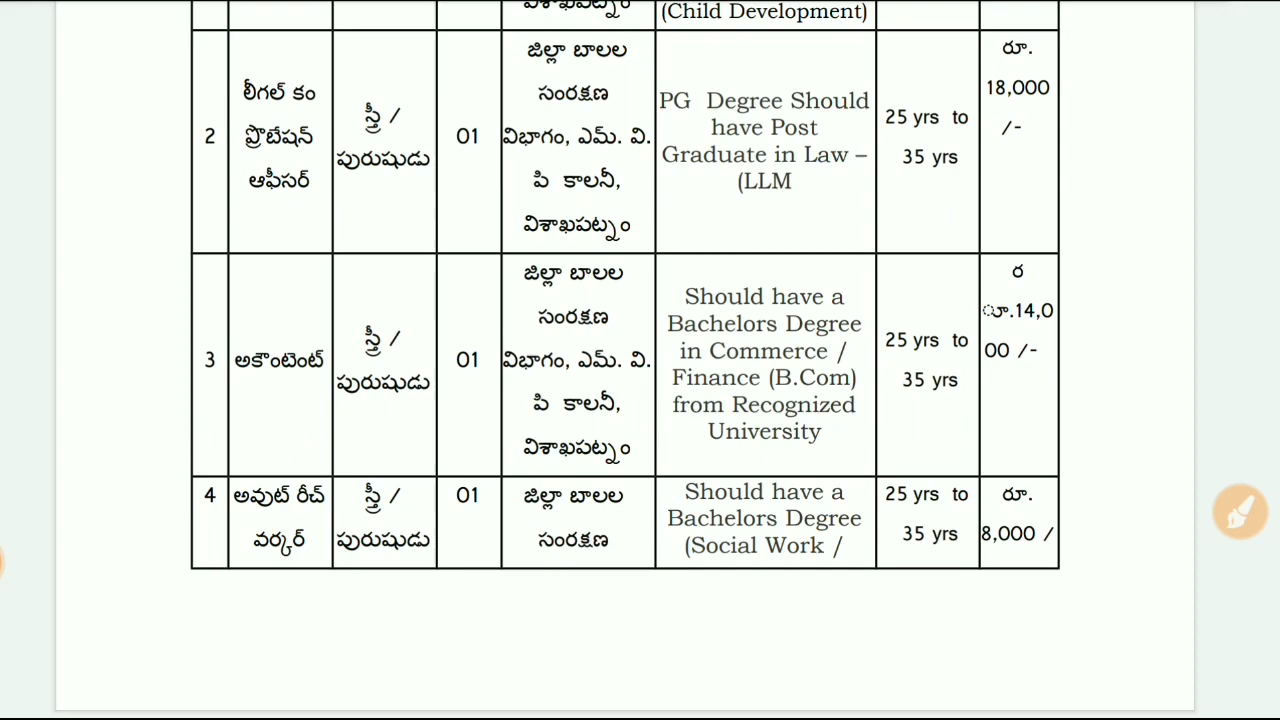 (Child Development)
2
లీగల్ కం
ప్రొబేషన్
ఆఫీసర్
స్త్రీ /
పురుషుడు
01
జిల్లా బాలల
సంరక్షణ
విభాగం, ఎమ్. వి.
పి కాలనీ,
విశాఖపట్నం
PG Degree Should
have Post
Graduate in Law –
(LLM
25 yrs to
35 yrs
రూ.
18,000
/-
3
అకౌంటెంట్
స్త్రీ /
పురుషుడు
01
జిల్లా బాలల
సంరక్షణ
విభాగం, ఎమ్. వి.
పి కాలనీ,
విశాఖపట్నం
Should have a
Bachelors Degree
in Commerce /
Finance (B.Com)
from Recognized
University
25 yrs to
35 yrs
ర
ూ.14,0
00 /-
4
అవుట్ రీచ్
వర్కర్
స్త్రీ /
పురుషుడు
01
జిల్లా బాలల
సంరక్షణ
Should have a
Bachelors Degree
(Social Work /
25 yrs to
35 yrs
రూ.
8,000 /